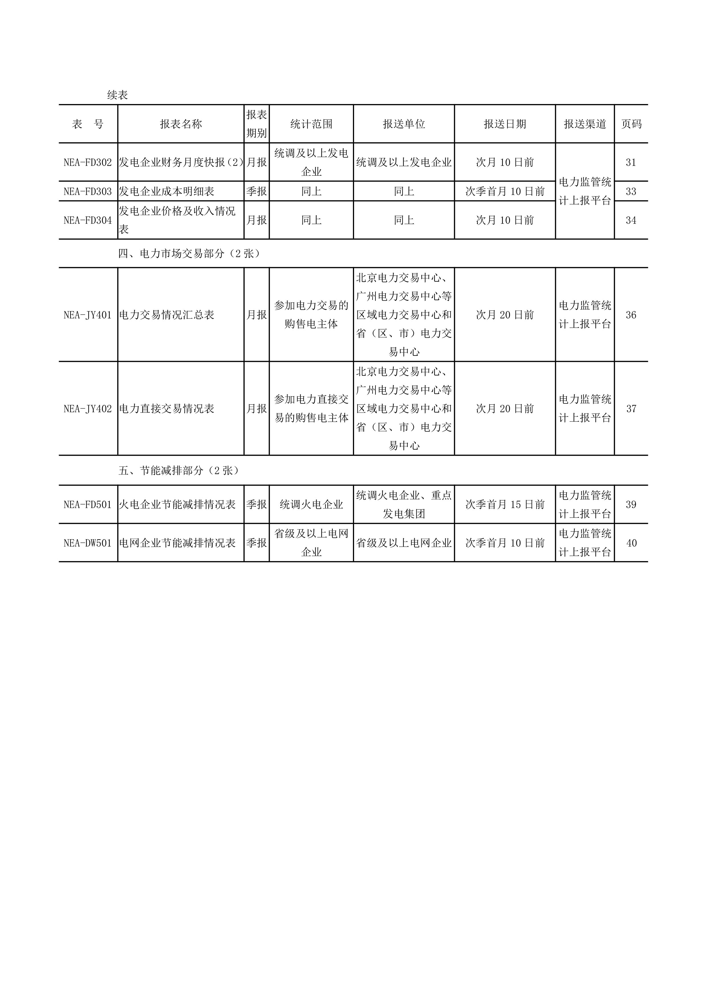 续表
表　号 报表名称 报表期别 统计范围 报送单位 报送日期 报送渠道 页码
NEA-FD302 发电企业财务月度快报（2） 月报 统调及以上发电企业 统调及以上发电企业 次月 10 日前 电力监管统计上报平台 31
NEA-FD303 发电企业成本明细表 季报 同上 同上 次季首月 10 日前 33
NEA-FD304 发电企业价格及收入情况表 月报 同上 同上 次月 10 日前 34
四、电力市场交易部分（2 张）
NEA-JY401 电力交易情况汇总表 月报 参加电力交易的购售电主体 北京电力交易中心、广州电力交易中心等区域电力交易中心和省（区、市）电力交易中心 次月 20 日前 电力监管统计上报平台 36
NEA-JY402 电力直接交易情况表 月报 参加电力直接交易的购售电主体 北京电力交易中心、广州电力交易中心等区域电力交易中心和省（区、市）电力交易中心 次月 20 日前 电力监管统计上报平台 37
五、节能减排部分（2 张）
NEA-FD501 火电企业节能减排情况表 季报 统调火电企业 统调火电企业、重点发电集团 次季首月 15 日前 电力监管统计上报平台 39
NEA-DW501 电网企业节能减排情况表 季报 省级及以上电网企业 省级及以上电网企业 次季首月 10 日前 电力监管统计上报平台 40